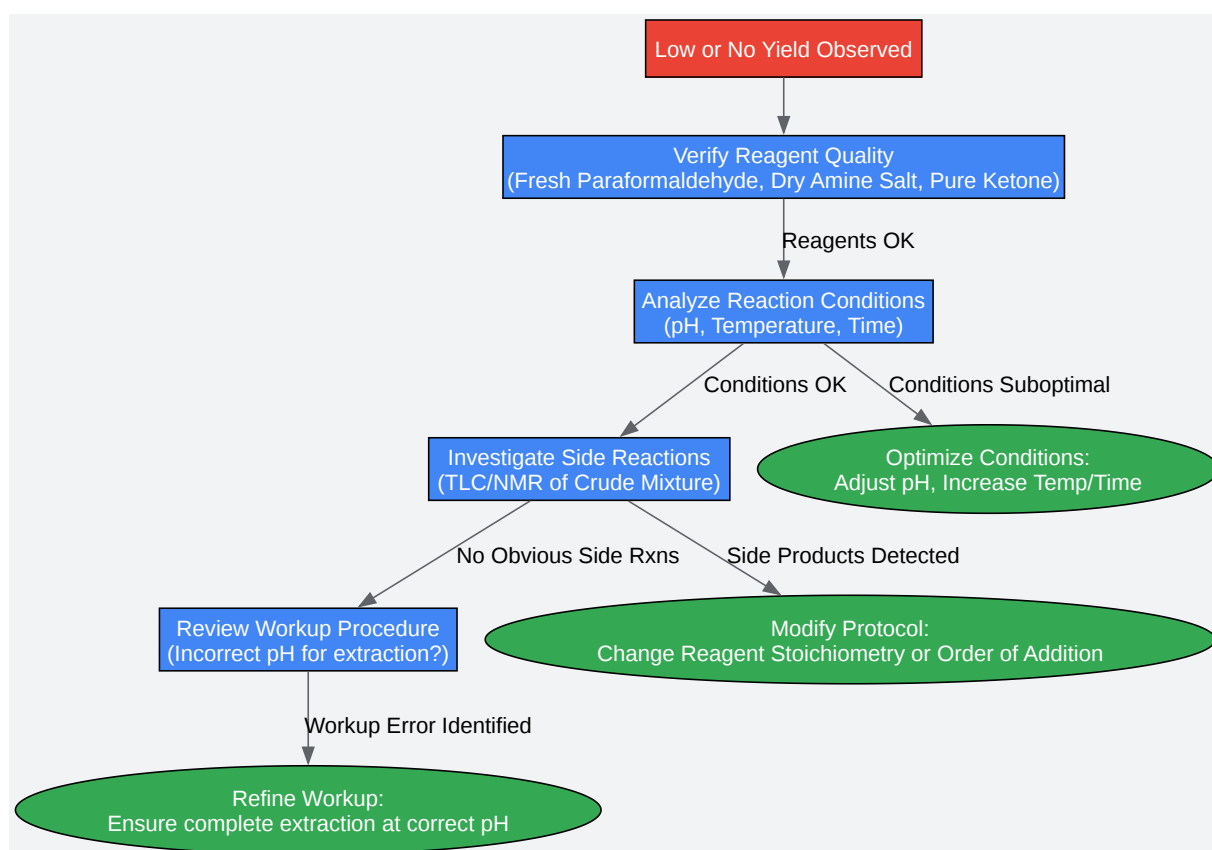 Low or No Yield Observed
Verify Reagent Quality
(Fresh Paraformaldehyde, Dry Amine Salt, Pure Ketone)
Reagents OK
Analyze Reaction Conditions
(pH, Temperature, Time)
Conditions OK
Conditions Suboptimal
Investigate Side Reactions
(TLC/NMR of Crude Mixture)
Optimize Conditions:
Adjust pH, Increase Temp/Time
No Obvious Side Rxns
Side Products Detected
Review Workup Procedure
(Incorrect pH for extraction?)
Modify Protocol:
Change Reagent Stoichiometry or Order of Addition
Workup Error Identified
Refine Workup:
Ensure complete extraction at correct pH